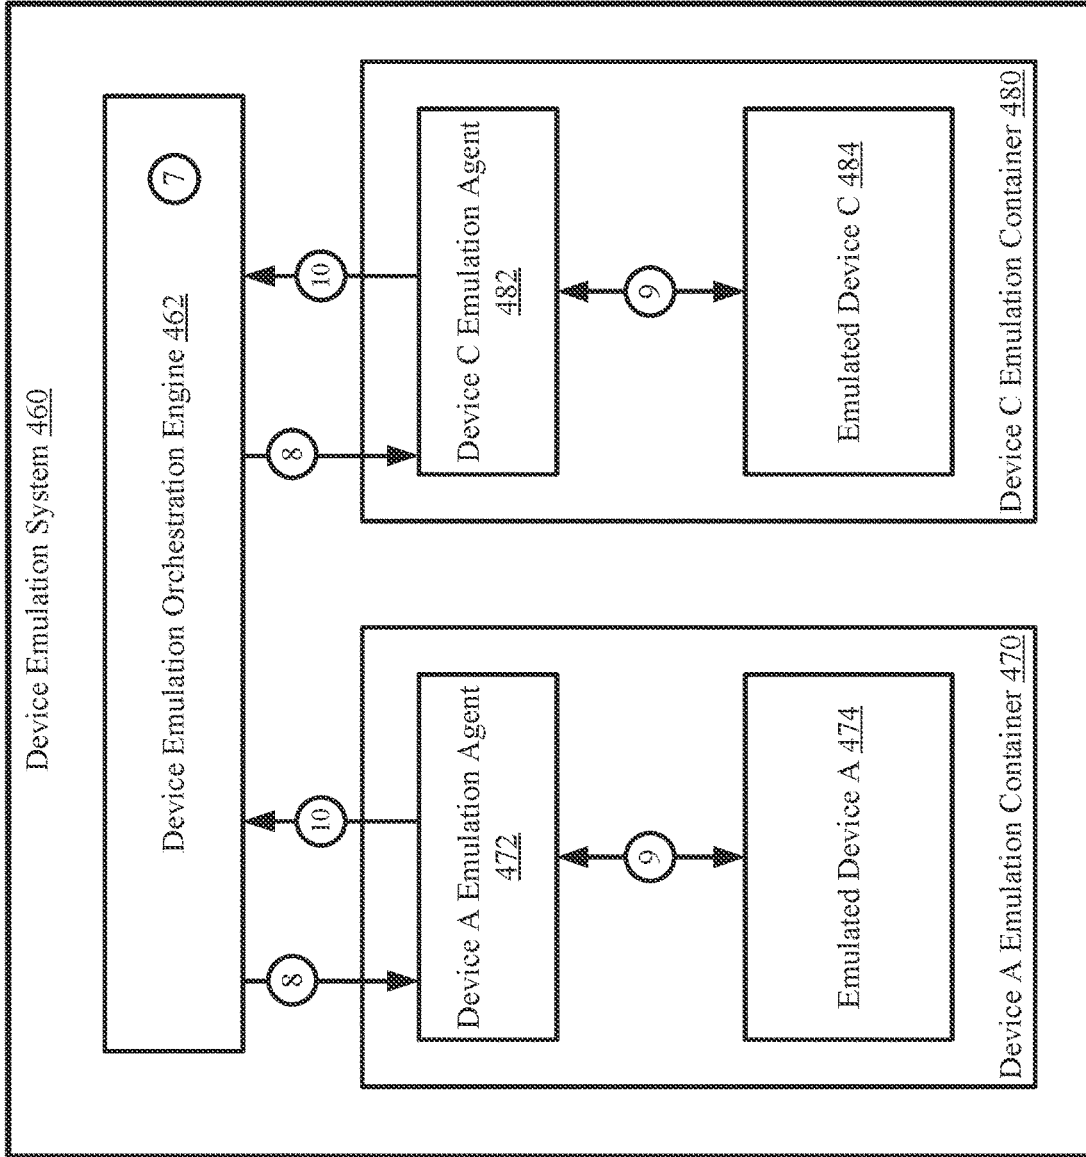 Device Emulation System 460
Device Emulation Orchestration Engine 462
7
8
10
8
10
Device A Emulation Agent
472
Device C Emulation Agent
482
9
9
Emulated Device A 474
Emulated Device C 484
Device A Emulation Container 470
Device C Emulation Container 480